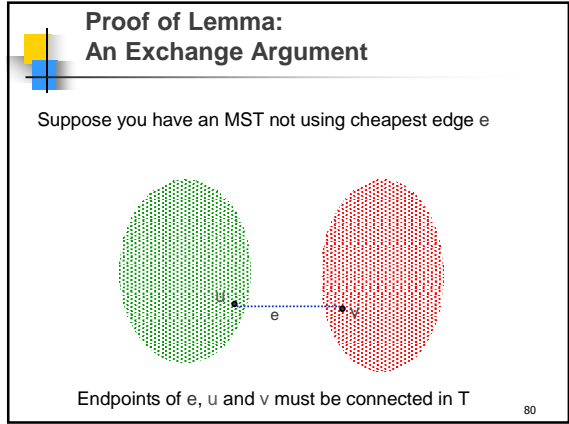 Proof of Lemma:
An Exchange Argument
Suppose you have an MST not using cheapest edge e
u
e
v
Endpoints of e, u and v must be connected in T
80